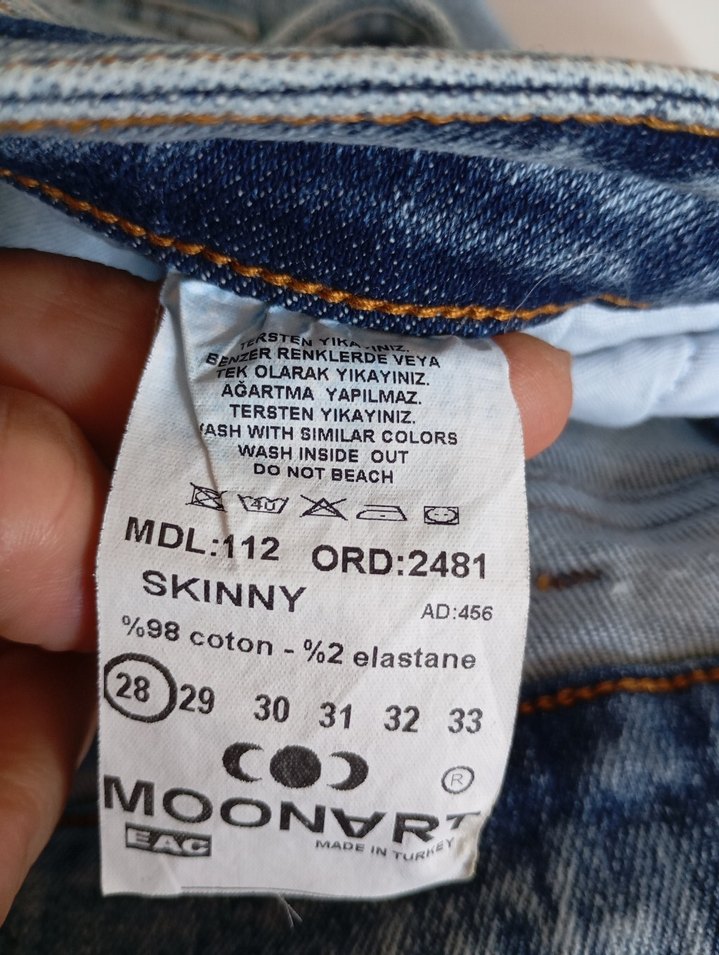 TERSTEN YIKAYINIZ.
BENZER RENKLERDE VEYA
TEK OLARAK YIKAYINIZ.
AĞARTMA YAPILMAZ.
TERSTEN YIKAYINIZ.
WASH WITH SIMILAR COLORS
WASH INSIDE OUT
DO NOT BEACH
40
MDL:112 ORD:2481
SKINNY AD:456
%98 coton - %2 elastane
28 29 30 31 32 33
®
MOONART
EAC MADE IN TURKEY